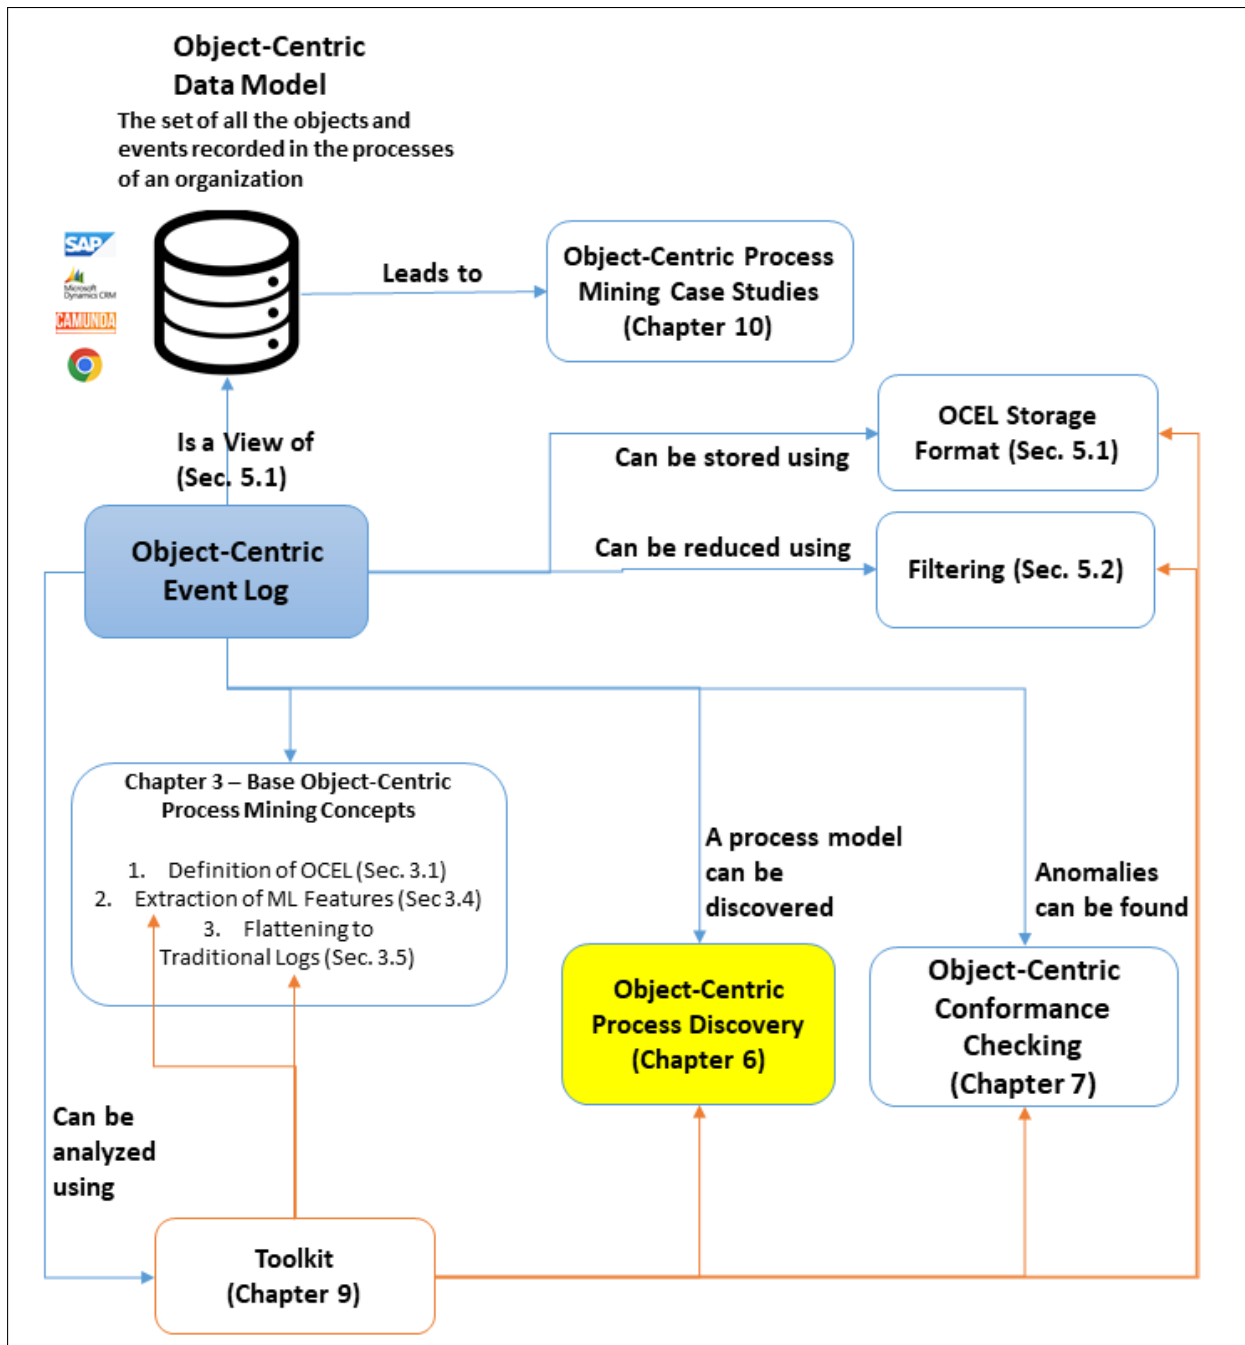 Object-Centric
Data Model
The set of all the objects and
events recorded in the processes
of an organization
SAP
Microsoft
Dynamics CRM
CAMUNDA
Leads to
Object-Centric Process
Mining Case Studies
(Chapter 10)
Is a View of
(Sec. 5.1)
Can be stored using
OCEL Storage
Format (Sec. 5.1)
Object-Centric
Event Log
Can be reduced using
Filtering (Sec. 5.2)
Chapter 3 – Base Object-Centric
Process Mining Concepts
1. Definition of OCEL (Sec. 3.1)
2. Extraction of ML Features (Sec 3.4)
3. Flattening to
Traditional Logs (Sec. 3.5)
A process model
can be
discovered
Anomalies
can be found
Object-Centric
Process Discovery
(Chapter 6)
Object-Centric
Conformance
Checking
(Chapter 7)
Can be
analyzed
using
Toolkit
(Chapter 9)